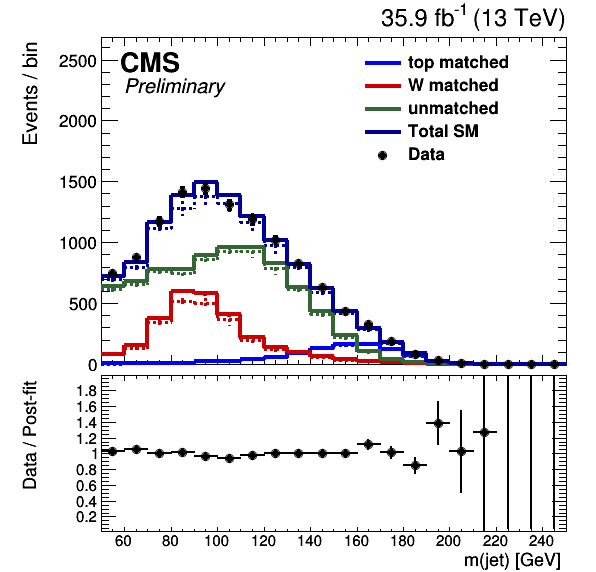 35.9 fb⁻¹ (13 TeV)
CMS
Preliminary
top matched
W matched
unmatched
Total SM
Data
Events / bin
2500
2000
1500
1000
500
0
Data / Post-fit
1.8
1.6
1.4
1.2
1
0.8
0.6
0.4
0.2
60 80 100 120 140 160 180 200 220 240
m(jet) [GeV]